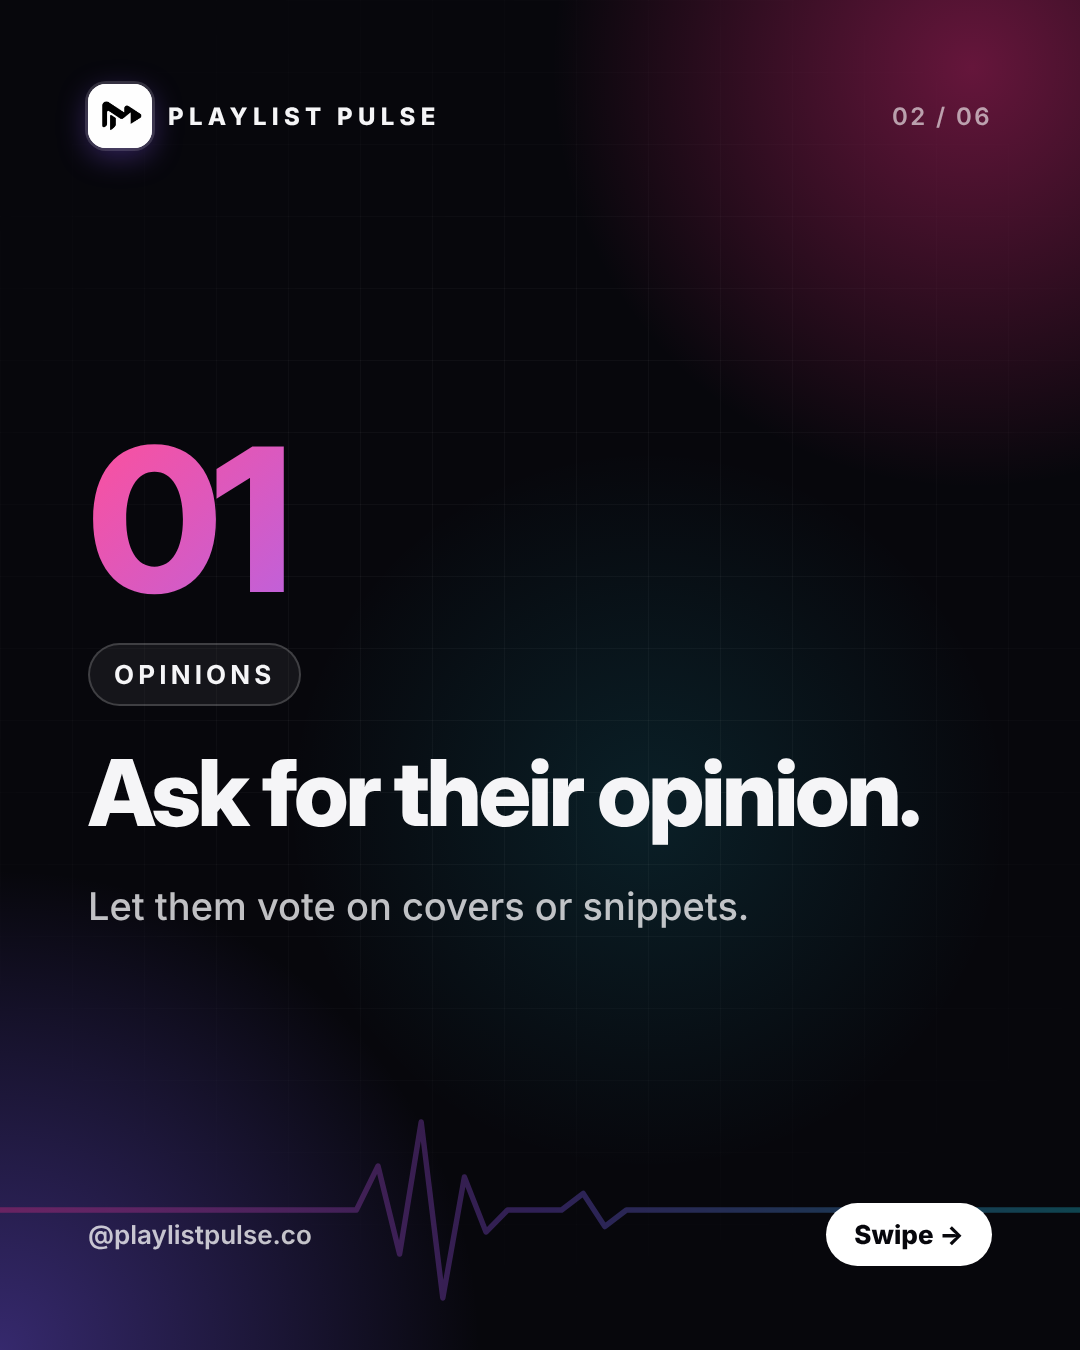 PLAYLIST PULSE
02 / 06
01
OPINIONS
Ask for their opinion.
Let them vote on covers or snippets.
@playlistpulse.co
Swipe →